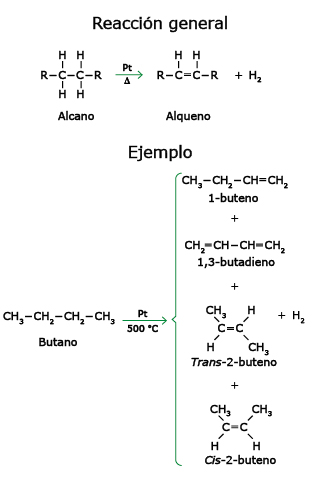 Reacción general
H H
R−C−C−R
H H
Alcano
Pt
Δ
H H
R−C=C−R + H2
Alqueno
Ejemplo
CH3−CH2−CH2−CH3
Butano
Pt
500 °C
CH3−CH2−CH=CH2
1-buteno
+
CH2=CH−CH=CH2
1,3-butadieno
+
CH3 H
C=C
H CH3
Trans-2-buteno
+ H2
+
CH3 CH3
C=C
H H
Cis-2-buteno